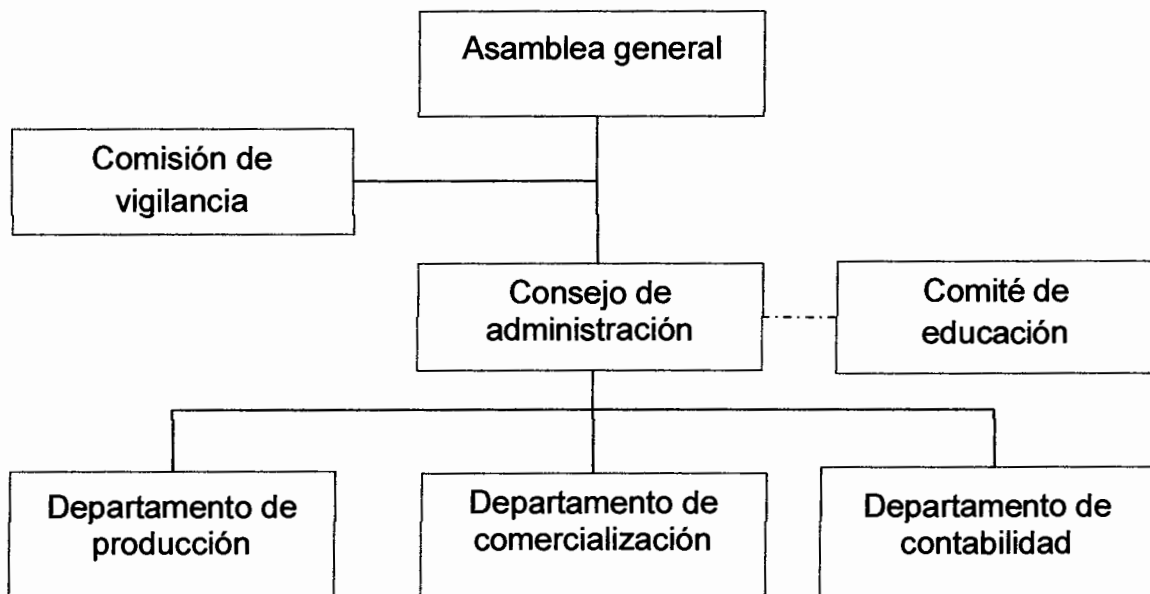 Asamblea general
Comisión de
vigilancia
Consejo de
administración
Comité de
educación
Departamento de
producción
Departamento de
comercialización
Departamento de
contabilidad